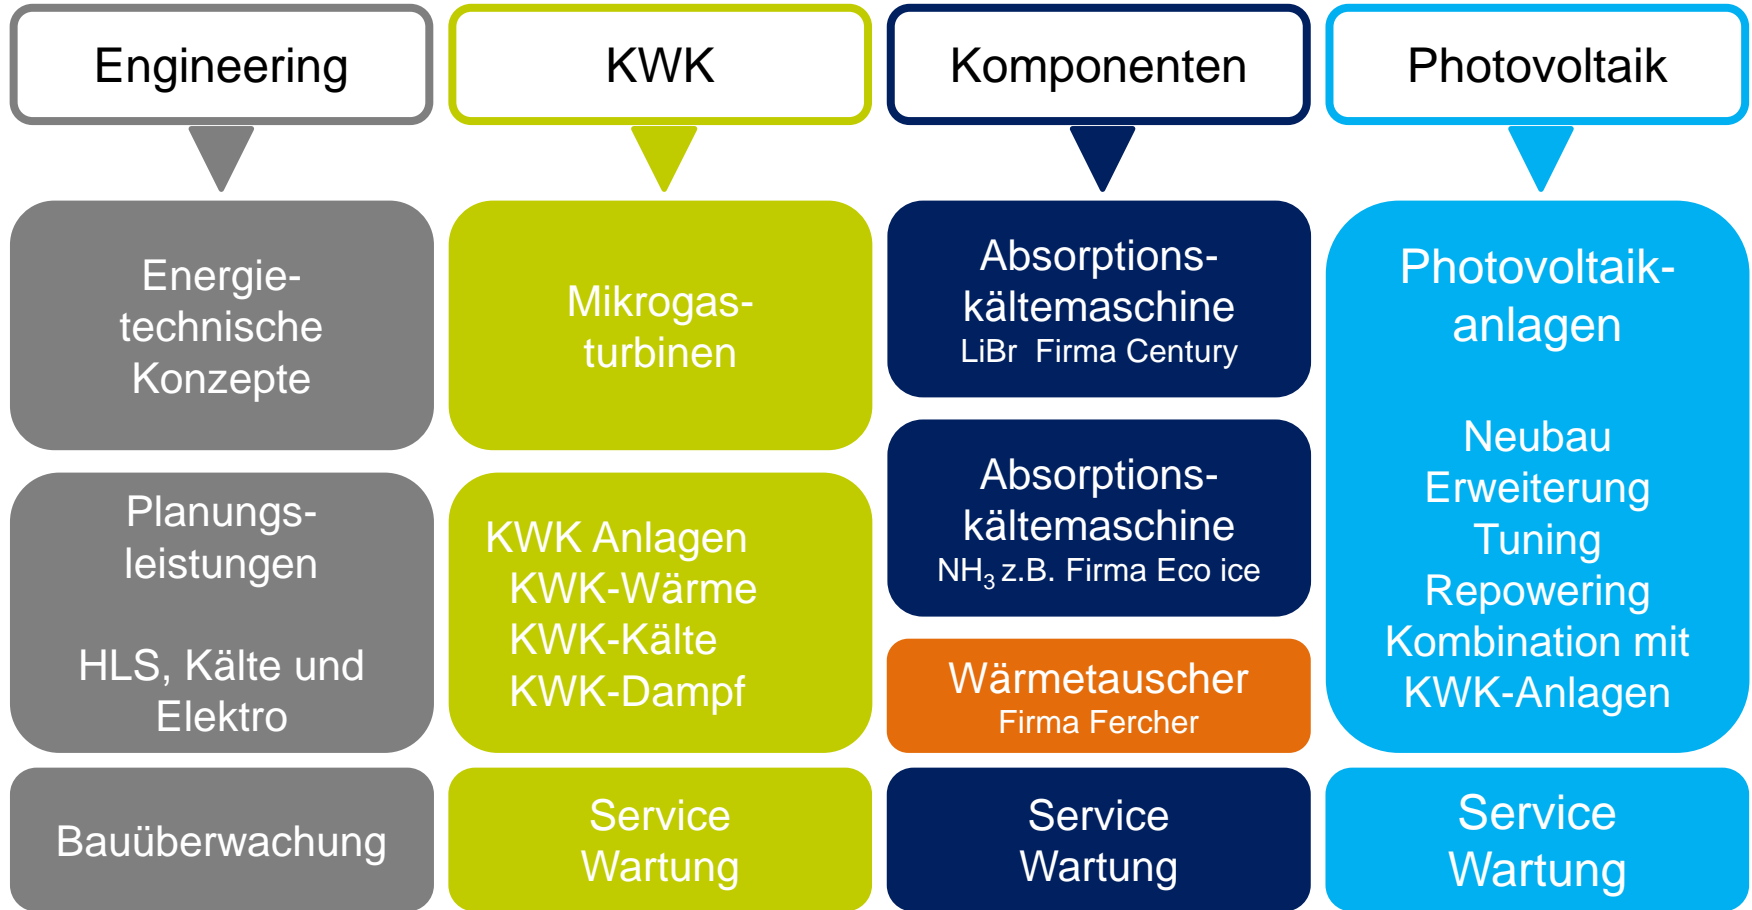 Engineering
Energie-
technische
Konzepte
Planungs-
leistungen
HLS, Kälte und
Elektro
Bauüberwachung
KWK
Mikrogas-
turbinen
KWK Anlagen
KWK-Wärme
KWK-Kälte
KWK-Dampf
Service
Wartung
Komponenten
Absorptions-
kältemaschine
LiBr Firma Century
Absorptions-
kältemaschine
NH₃ z.B. Firma Eco ice
Wärmetauscher
Firma Fercher
Service
Wartung
Photovoltaik
Photovoltaik-
anlagen
Neubau
Erweiterung
Tuning
Repowering
Kombination mit
KWK-Anlagen
Service
Wartung